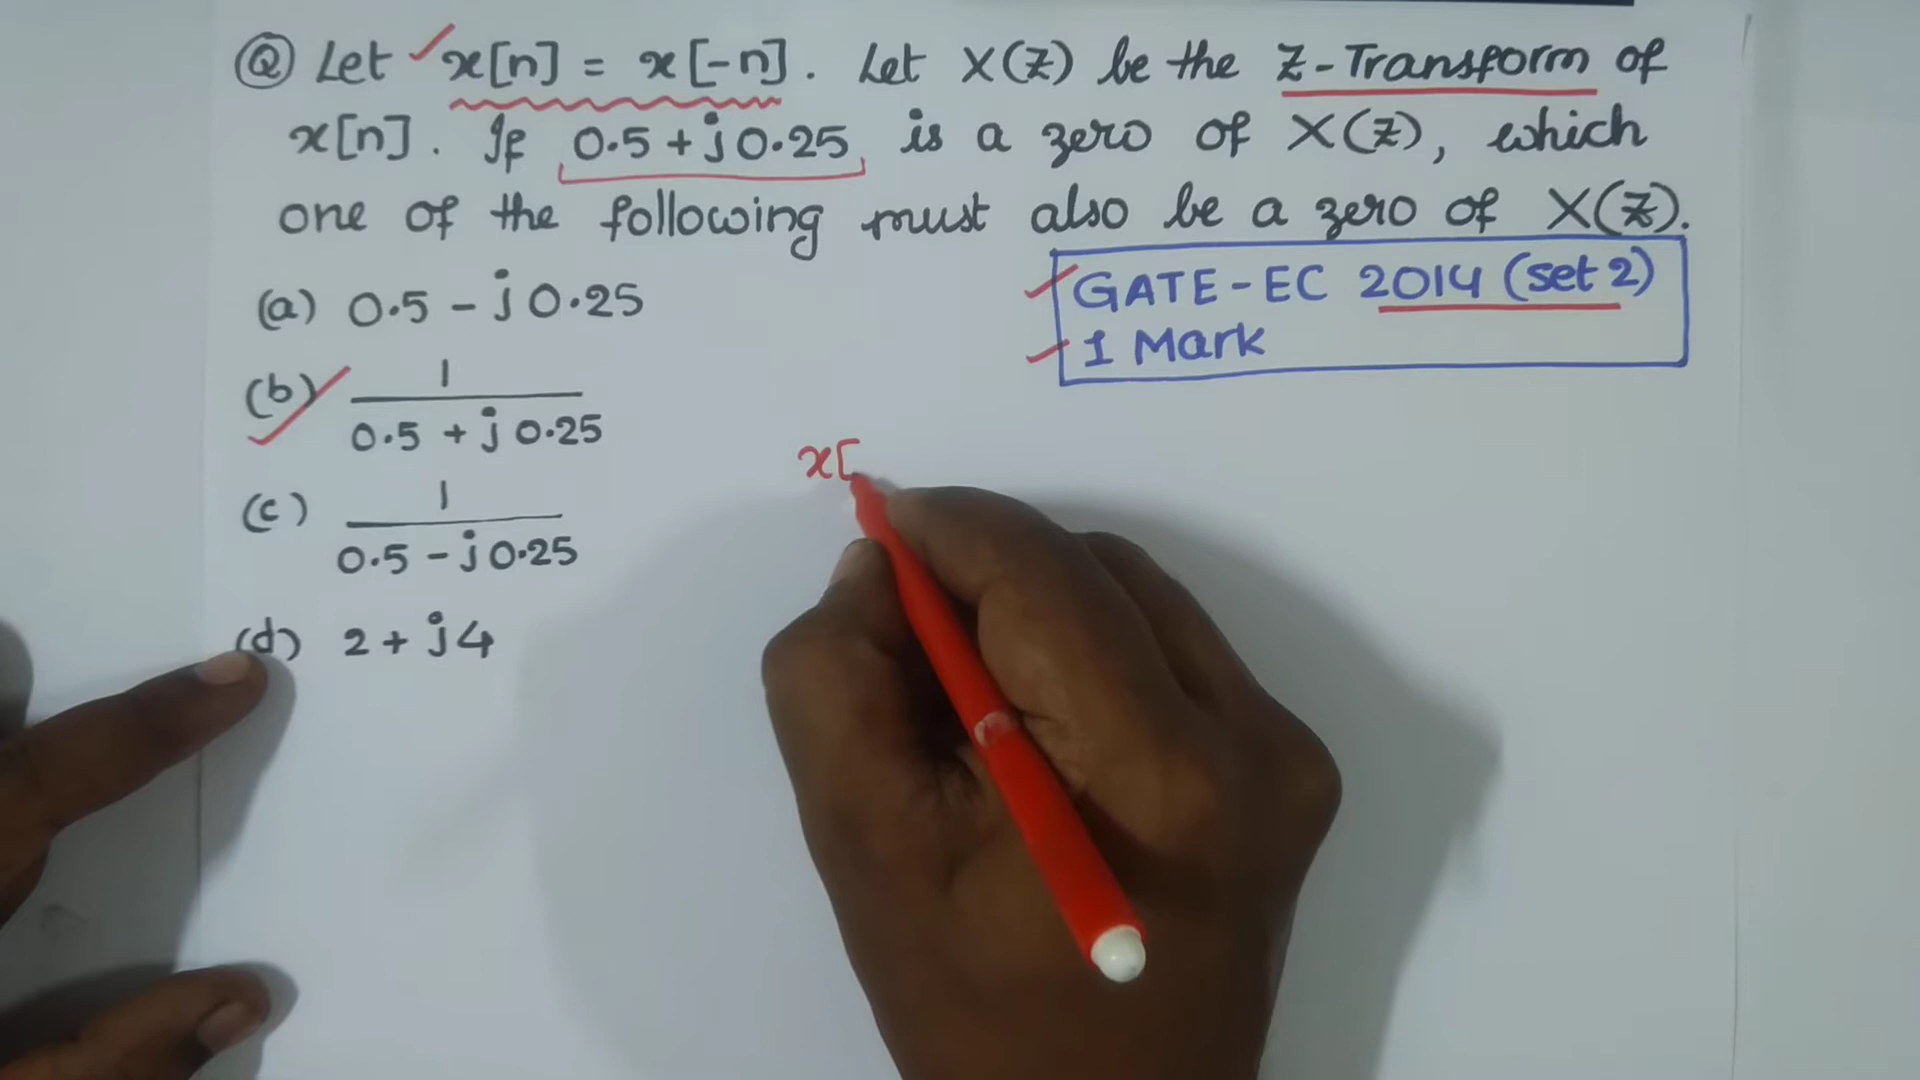 Q Let x[n] = x[-n]. Let X(Z) be the Z-Transform of
x[n]. If 0.5 + j0.25 is a zero of X(Z), which
one of the following must also be a zero of X(Z).
GATE-EC 2014 (set 2)
1 Mark
(a) 0.5 - j0.25
(b) 1
0.5 + j0.25
(c) 1
0.5 - j0.25
(d) 2 + j4
x[